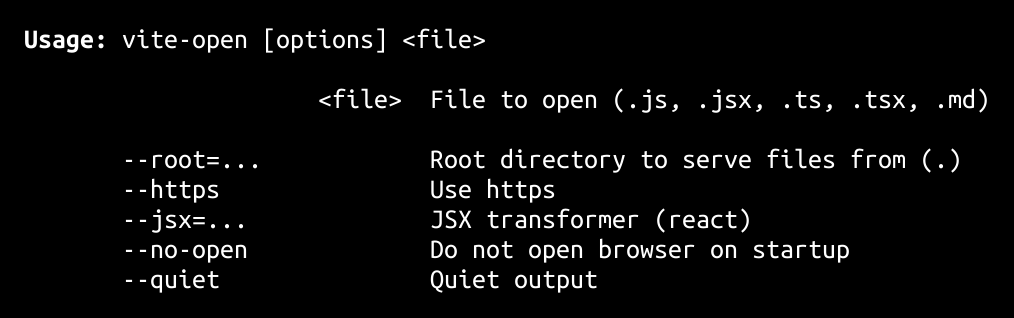 Usage: vite-open [options] <file>
<file> File to open (.js, .jsx, .ts, .tsx, .md)
--root=... Root directory to serve files from (.)
--https Use https
--jsx=... JSX transformer (react)
--no-open Do not open browser on startup
--quiet Quiet output